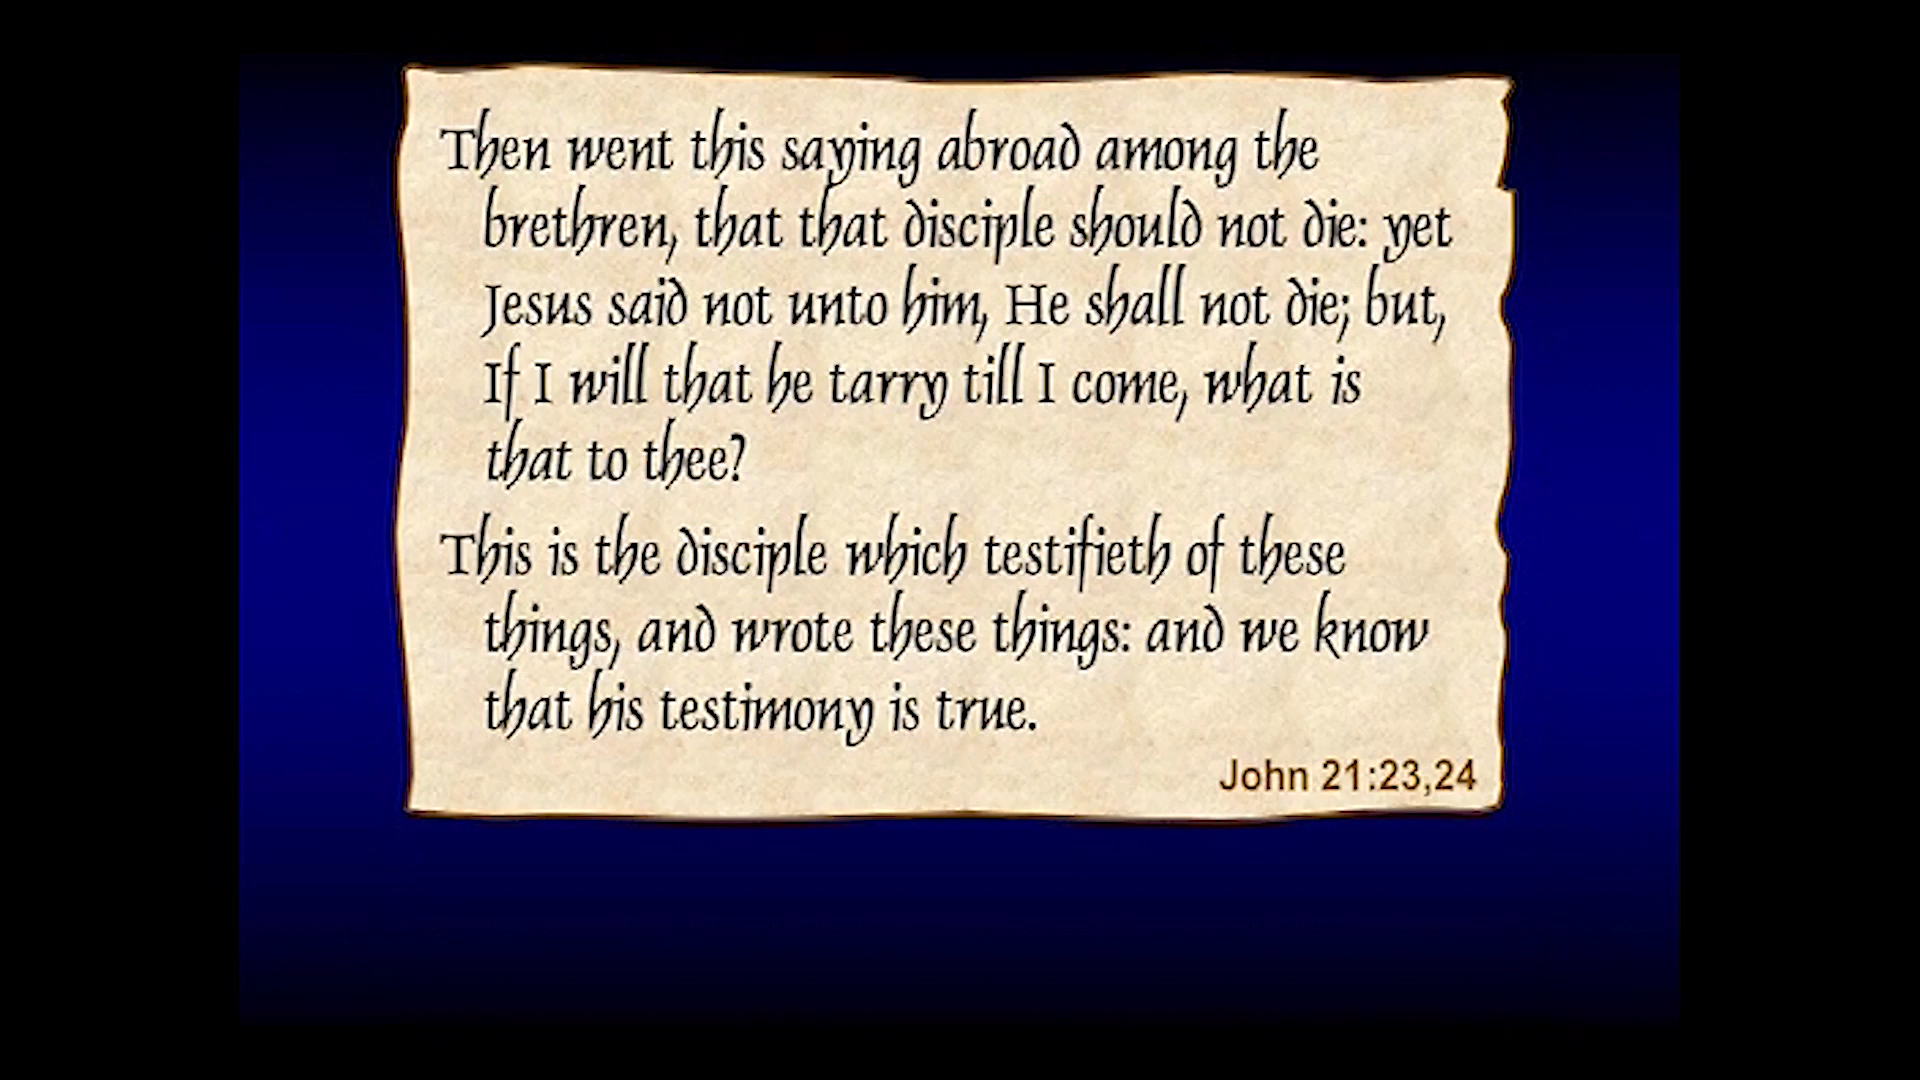 Then went this saying abroad among the
brethren, that that disciple should not die: yet
Jesus said not unto him, He shall not die; but,
If I will that he tarry till I come, what is
that to thee?
This is the disciple which testifieth of these
things, and wrote these things: and we know
that his testimony is true.
John 21:23,24